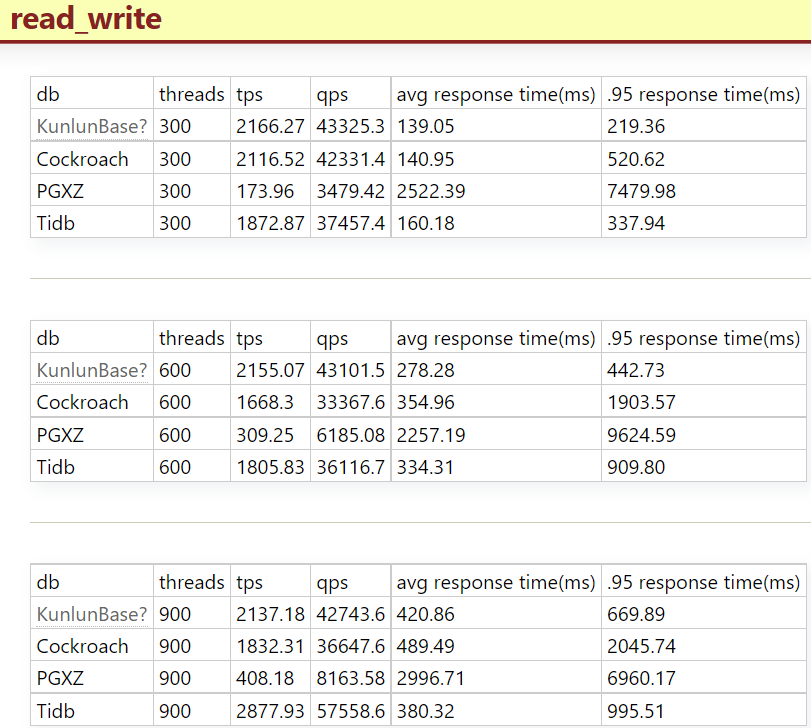 read_write
db threads tps qps avg response time(ms) .95 response time(ms)
KunlunBase? 300 2166.27 43325.3 139.05 219.36
Cockroach 300 2116.52 42331.4 140.95 520.62
PGXZ 300 173.96 3479.42 2522.39 7479.98
Tidb 300 1872.87 37457.4 160.18 337.94
db threads tps qps avg response time(ms) .95 response time(ms)
KunlunBase? 600 2155.07 43101.5 278.28 442.73
Cockroach 600 1668.3 33367.6 354.96 1903.57
PGXZ 600 309.25 6185.08 2257.19 9624.59
Tidb 600 1805.83 36116.7 334.31 909.80
db threads tps qps avg response time(ms) .95 response time(ms)
KunlunBase? 900 2137.18 42743.6 420.86 669.89
Cockroach 900 1832.31 36647.6 489.49 2045.74
PGXZ 900 408.18 8163.58 2996.71 6960.17
Tidb 900 2877.93 57558.6 380.32 995.51